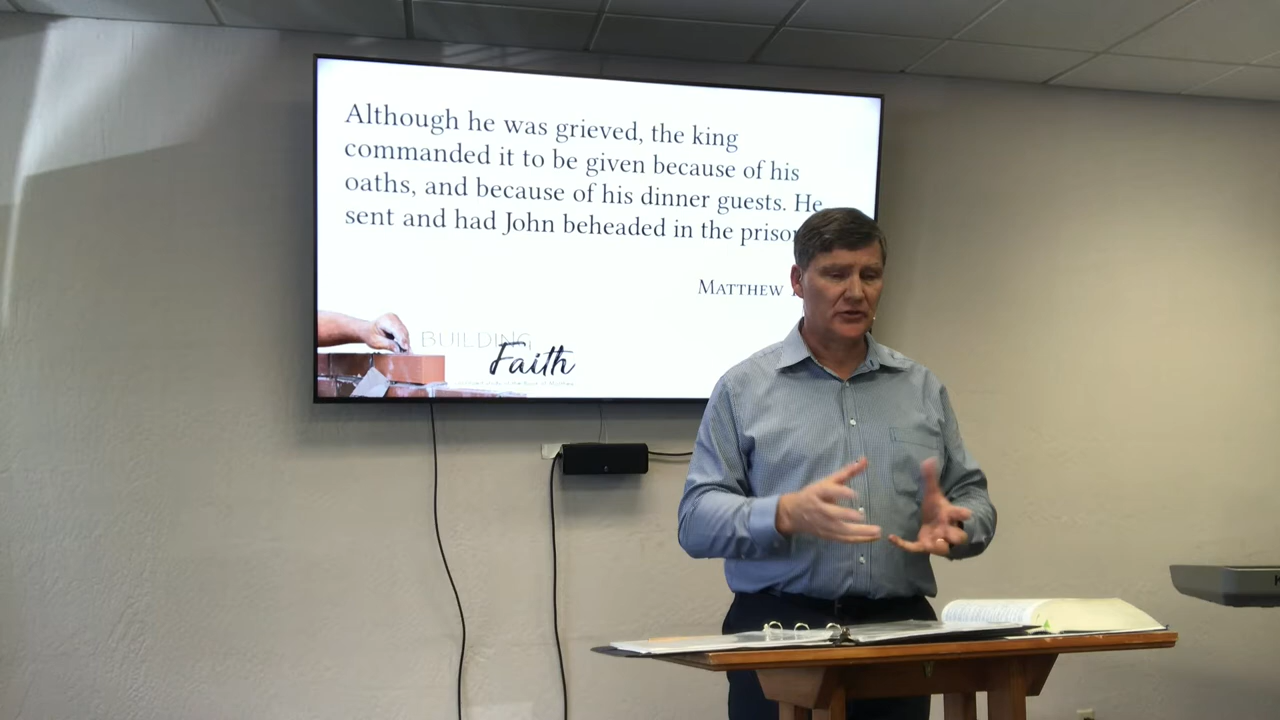 Although he was grieved, the king
commanded it to be given because of his
oaths, and because of his dinner guests. He
sent and had John beheaded in the prison
MATTHEW
BUILDING
Faith